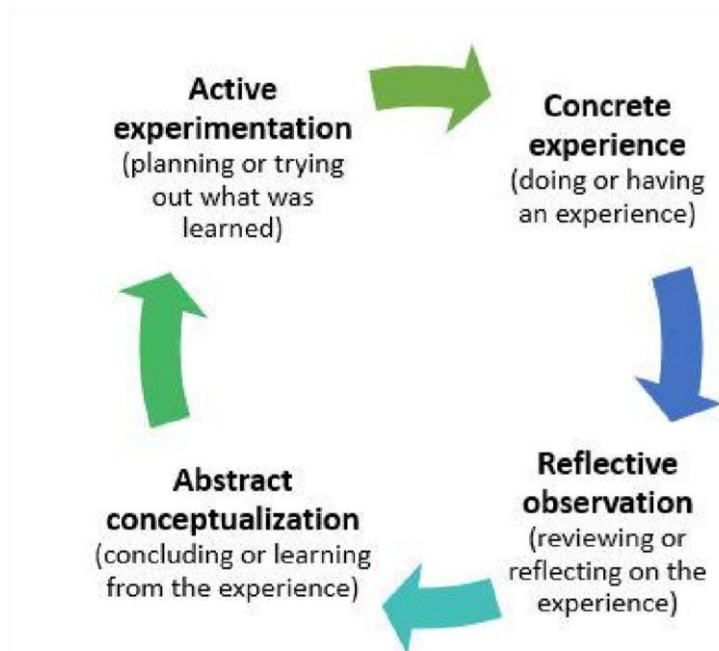 Active
experimentation
(planning or trying
out what was
learned)
Concrete
experience
(doing or having
an experience)
Reflective
observation
(reviewing or
reflecting on the
experience)
Abstract
conceptualization
(concluding or learning
from the experience)